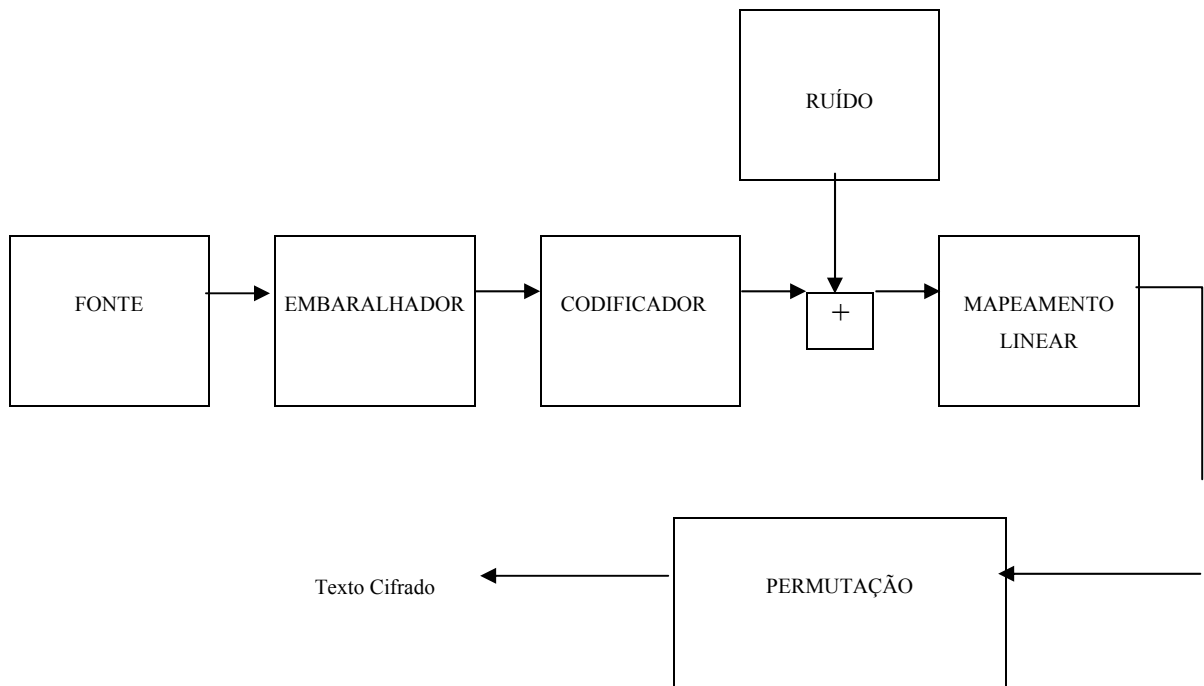 RUÍDO
FONTE
EMBARALHADOR
CODIFICADOR
+
MAPEAMENTO
LINEAR
Texto Cifrado
PERMUTAÇÃO